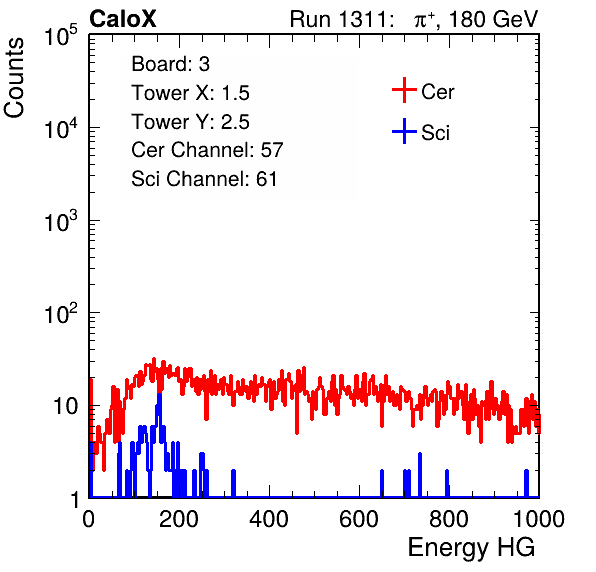 CaloX Run 1311: π⁺, 180 GeV
Counts
10⁵
10⁴
10³
10²
10
1
Board: 3
Tower X: 1.5
Tower Y: 2.5
Cer Channel: 57
Sci Channel: 61
Cer
Sci
0 200 400 600 800 1000
Energy HG